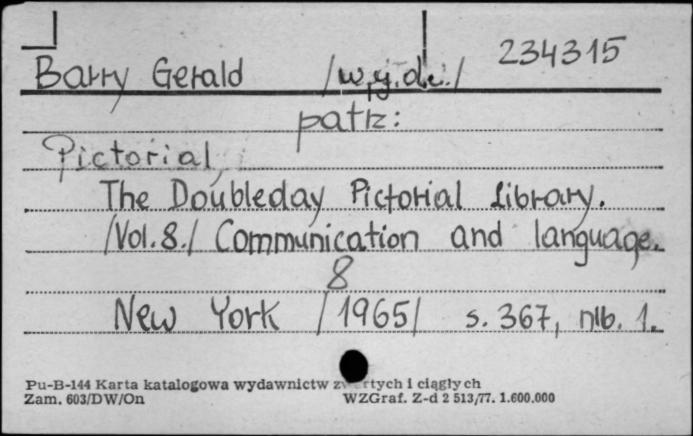 234315
Barry Gerald /wyd./
patrz:
Pictorial,
The Doubleday Pictorial Library.
/Vol.8./ Communication and language.
8
New York /1965/ s. 367, nlb. 1.
Pu-B-144 Karta katalogowa wydawnictw zwartych i ciągłych
Zam. 603/DW/On WZGraf. Z-d 2 513/77. 1.600.000